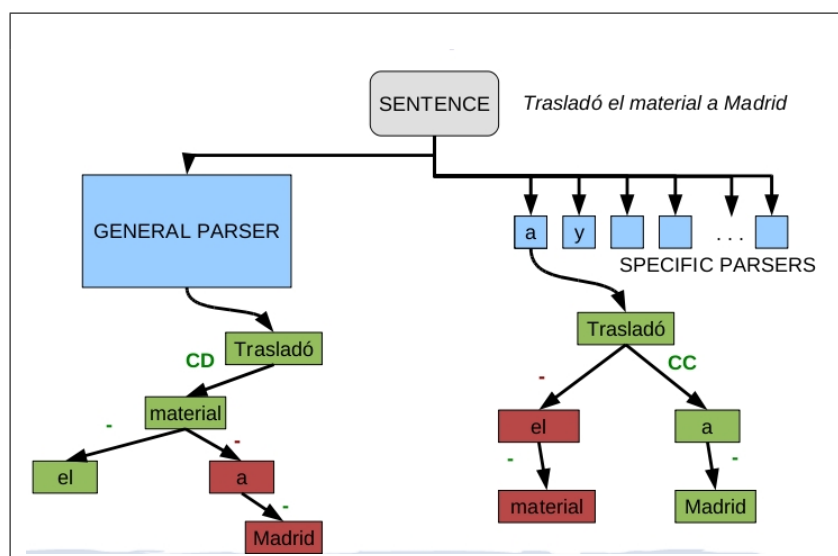 SENTENCE
Trasladó el material a Madrid
GENERAL PARSER
a y . . .
SPECIFIC PARSERS
Trasladó
CD
material
-
-
el
a
-
Madrid
Trasladó
-
CC
el
a
-
-
material
Madrid